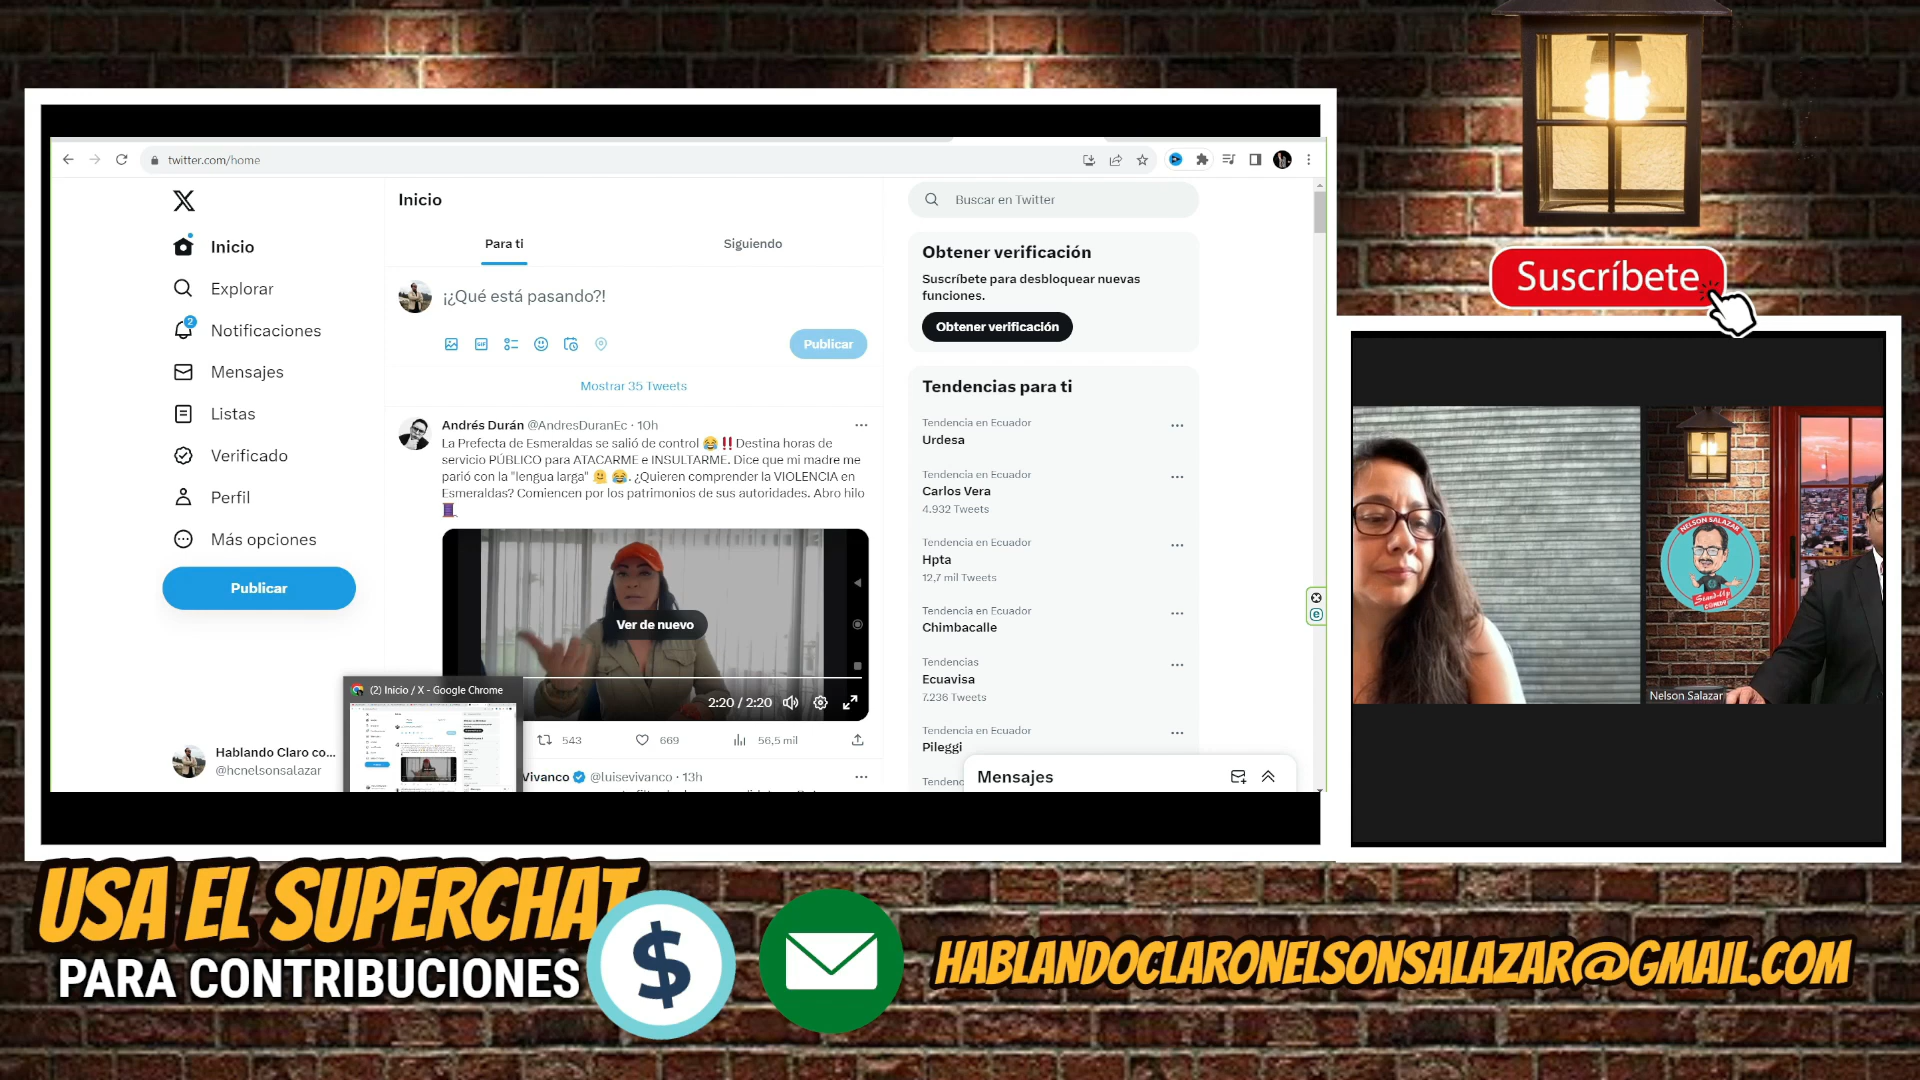 twitter.com/home
Inicio
Explorar
2
Notificaciones
Mensajes
Listas
Verificado
Perfil
Más opciones
Publicar
Hablando Claro co...
@hcnelsonsalazar
Inicio
Para ti
Siguiendo
¡¿Qué está pasando?!
GIF
Publicar
Mostrar 35 Tweets
Andrés Durán @AndresDuranEc · 10h
La Prefecta de Esmeraldas se salió de control 😂 ‼️ Destina horas de
servicio PÚBLICO para ATACARME e INSULTARME. Dice que mi madre me
parió con la "lengua larga" 🤗 😂. ¿Quieren comprender la VIOLENCIA en
Esmeraldas? Comiencen por los patrimonios de sus autoridades. Abro hilo
🧵
Ver de nuevo
2:20 / 2:20
543
669
56,5 mil
(2) Inicio / X - Google Chrome
Vivanco @luisevivanco · 13h
Buscar en Twitter
Obtener verificación
Suscríbete para desbloquear nuevas
funciones.
Obtener verificación
Tendencias para ti
Tendencia en Ecuador
Urdesa
Tendencia en Ecuador
Carlos Vera
4.932 Tweets
Tendencia en Ecuador
Hpta
12,7 mil Tweets
Tendencia en Ecuador
Chimbacalle
Tendencias
Ecuavisa
7.236 Tweets
Tendencia en Ecuador
Pileggi
Mensajes
Suscríbete
NELSON SALAZAR
Stand-Up
COMEDY
Nelson Salazar
USA EL SUPERCHAT
PARA CONTRIBUCIONES
$
HABLANDOCLARONELSONSALAZAR@GMAIL.COM